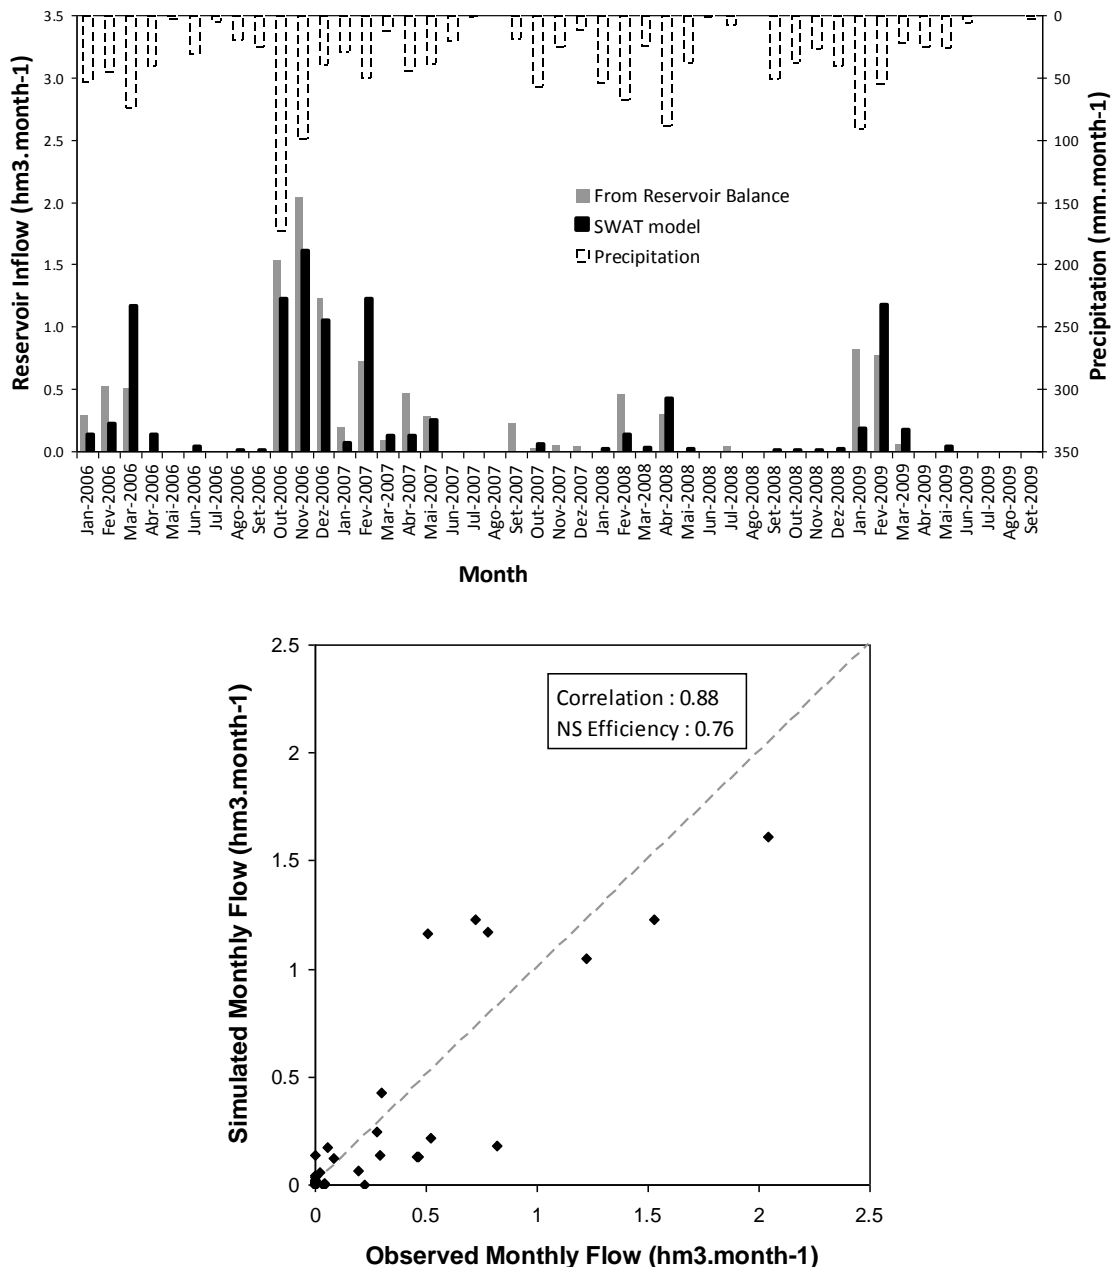 3.5
3.0
2.5
2.0
1.5
1.0
0.5
0.0
Reservoir Inflow (hm3.month-1)
0
50
100
150
200
250
300
350
Precipitation (mm.month-1)
From Reservoir Balance
SWAT model
Precipitation
Jan-2006
Fev-2006
Mar-2006
Abr-2006
Mai-2006
Jun-2006
Jul-2006
Ago-2006
Set-2006
Out-2006
Nov-2006
Dez-2006
Jan-2007
Fev-2007
Mar-2007
Abr-2007
Mai-2007
Jun-2007
Jul-2007
Ago-2007
Set-2007
Out-2007
Nov-2007
Dez-2007
Jan-2008
Fev-2008
Mar-2008
Abr-2008
Mai-2008
Jun-2008
Jul-2008
Ago-2008
Set-2008
Out-2008
Nov-2008
Dez-2008
Jan-2009
Fev-2009
Mar-2009
Abr-2009
Mai-2009
Jun-2009
Jul-2009
Ago-2009
Set-2009
Month
2.5
2
1.5
1
0.5
0
Simulated Monthly Flow (hm3.month-1)
Correlation : 0.88
NS Efficiency : 0.76
0
0.5
1
1.5
2
2.5
Observed Monthly Flow (hm3.month-1)